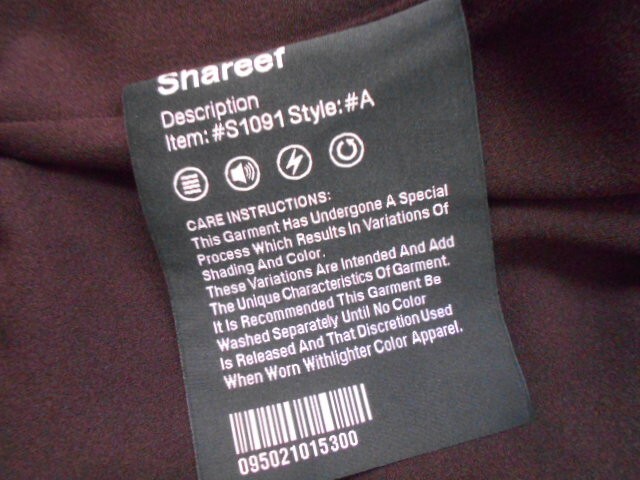 Shareef
Description
Item: #S1091 Style: #A
CARE INSTRUCTIONS:
This Garment Has Undergone A Special
Process Which Results In Variations Of
Shading And Color.
These Variations Are Intended And Add
The Unique Characteristics Of Garment.
It Is Recommended This Garment Be
Washed Separately Until No Color
Is Released And That Discretion Used
When Worn Withlighter Color Apparel.
095021015300